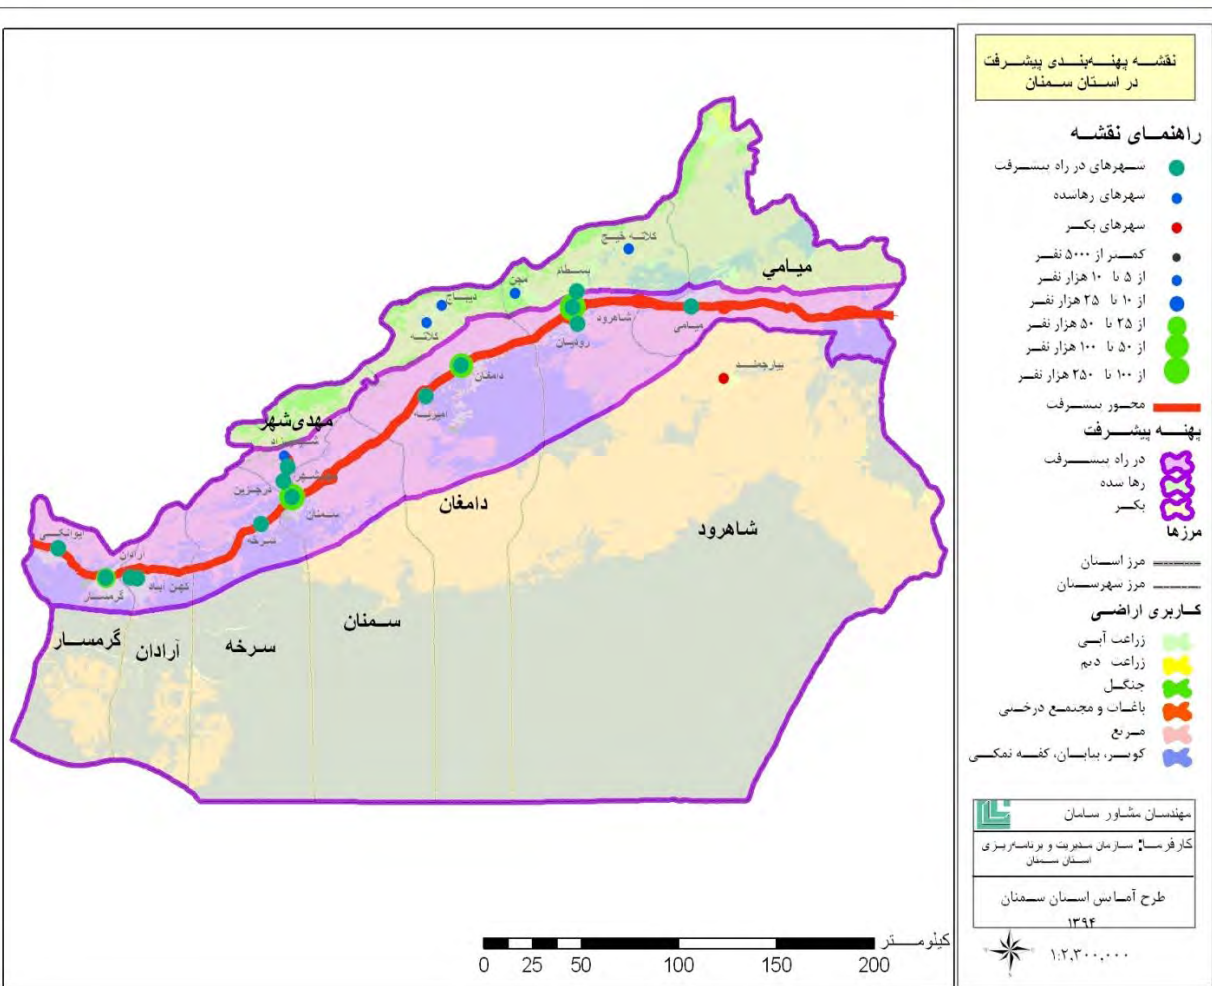 نقشه پهنه‌بندی پیشرفت
در استان سمنان
راهنمای نقشه
شهرهای در راه پیشرفت
شهرهای رهاشده
شهرهای بکر
کمتر از ۵۰۰۰ نفر
از ۵ تا ۱۰ هزار نفر
از ۱۰ تا ۲۵ هزار نفر
از ۲۵ تا ۵۰ هزار نفر
از ۵۰ تا ۱۰۰ هزار نفر
از ۱۰۰ تا ۲۵۰ هزار نفر
محور پیشرفت
پهنه پیشرفت
در راه پیشرفت
رها شده
بکر
مرزها
مرز استان
مرز شهرستان
کاربری اراضی
زراعت آبی
زراعت دیم
جنگل
باغات و مجتمع درختی
مرتع
کویر، بیابان، کفه نمکی
مهندسان مشاور سامان
کارفرما: سازمان مدیریت و برنامه‌ریزی
استان سمنان
طرح آمایش استان سمنان
۱۳۹۴
۱:۲,۳۰۰,۰۰۰
کلاته خیج
بسطام
میامي
مجن
دیباج
کلاته
شاهرود
میامی
رودیان
بیارجمند
دامغان
امیریه
مهدی‌شهر
درجزین
سمنان
سرخه
دامغان
شاهرود
ایوانکی
آرادان
گرمسار
کهن آباد
سمنان
سرخه
آرادان
گرمسار
کیلومتر
0 25 50 100 150 200